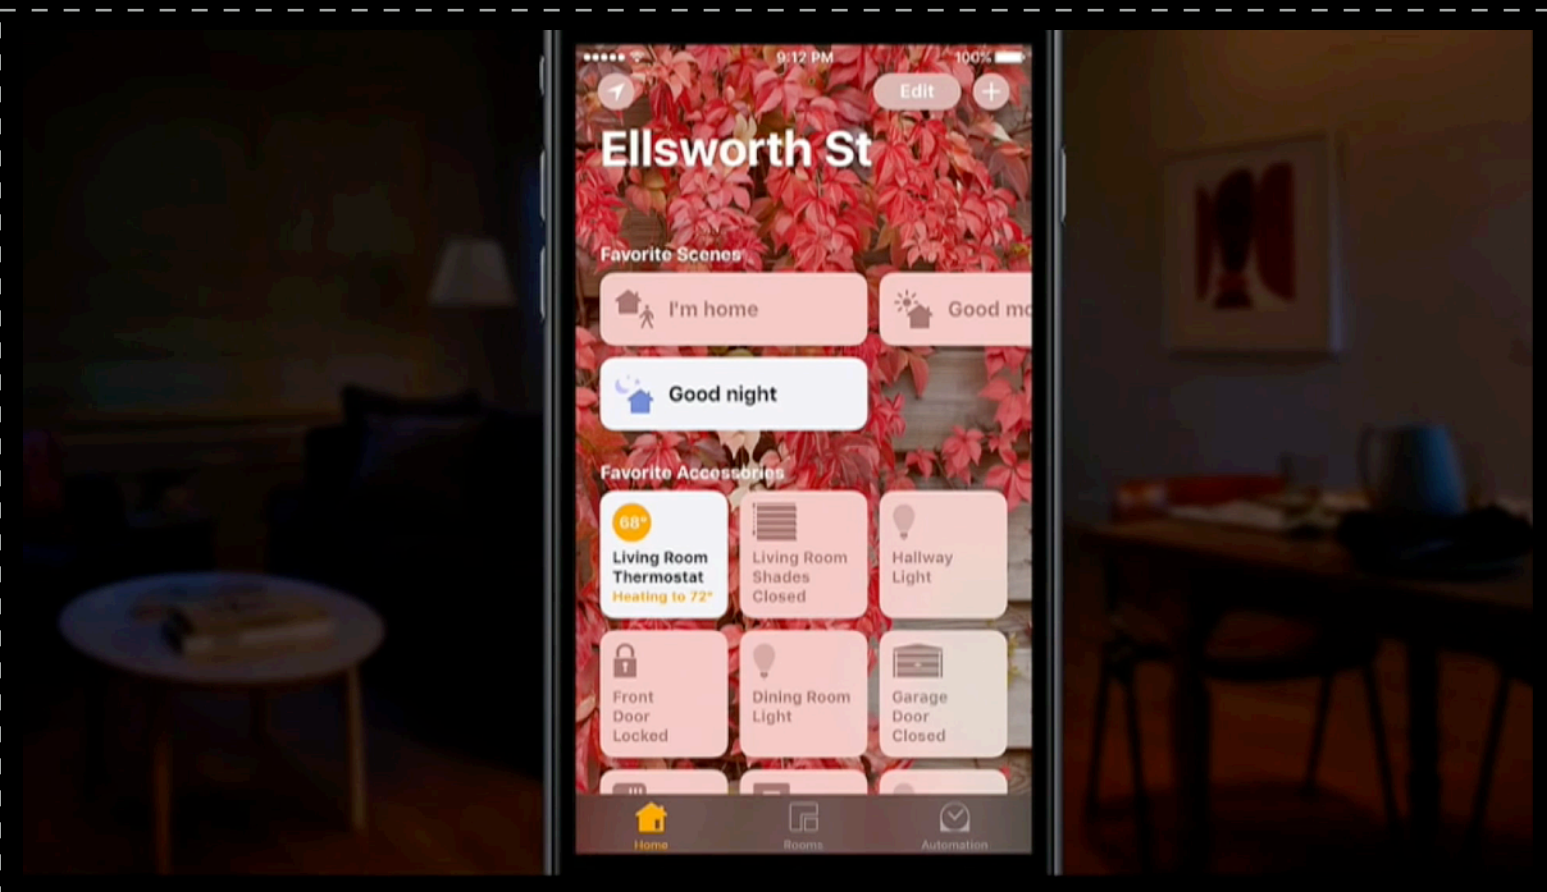 9:12 PM
100%
Edit
Ellsworth St
Favorite Scenes
I'm home
Good mo
Good night
Favorite Accessories
68°
Living Room
Thermostat
Heating to 72°
Living Room
Shades
Closed
Hallway
Light
Front
Door
Locked
Dining Room
Light
Garage
Door
Closed
Home
Rooms
Automation